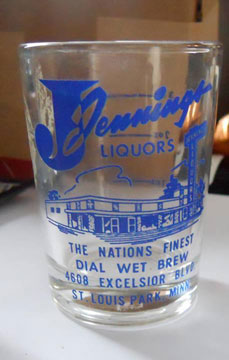 J Jennings
LIQUORS
THE NATIONS FINEST
DIAL WET BREW
4608 EXCELSIOR BLVD
ST. LOUIS PARK, MINN.